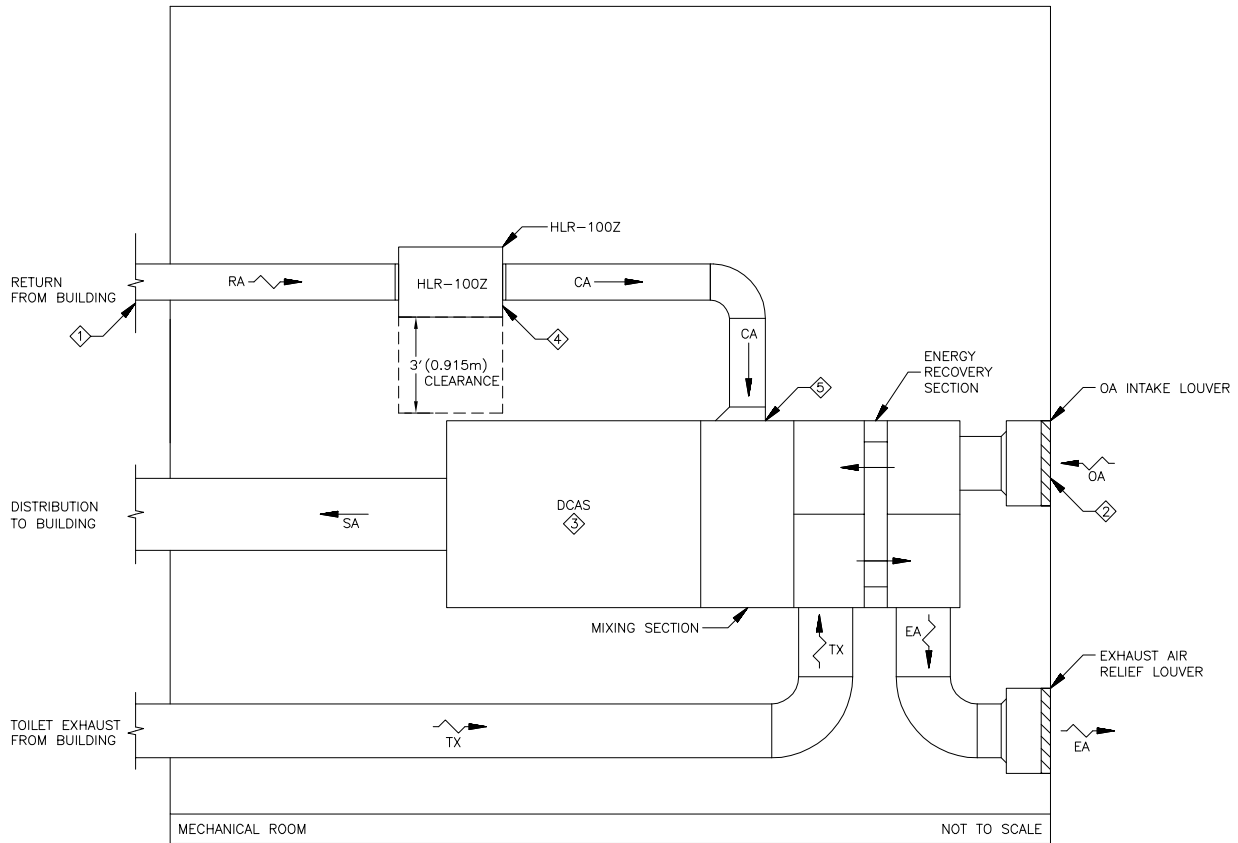 HLR-100Z
RETURN
FROM BUILDING
RA
HLR-100Z
CA
1
4
CA
3'(0.915m)
CLEARANCE
ENERGY
RECOVERY
SECTION
5
OA INTAKE LOUVER
OA
2
DISTRIBUTION
TO BUILDING
SA
DCAS
3
MIXING SECTION
TX
EA
EXHAUST AIR
RELIEF LOUVER
TOILET EXHAUST
FROM BUILDING
TX
EA
MECHANICAL ROOM
NOT TO SCALE